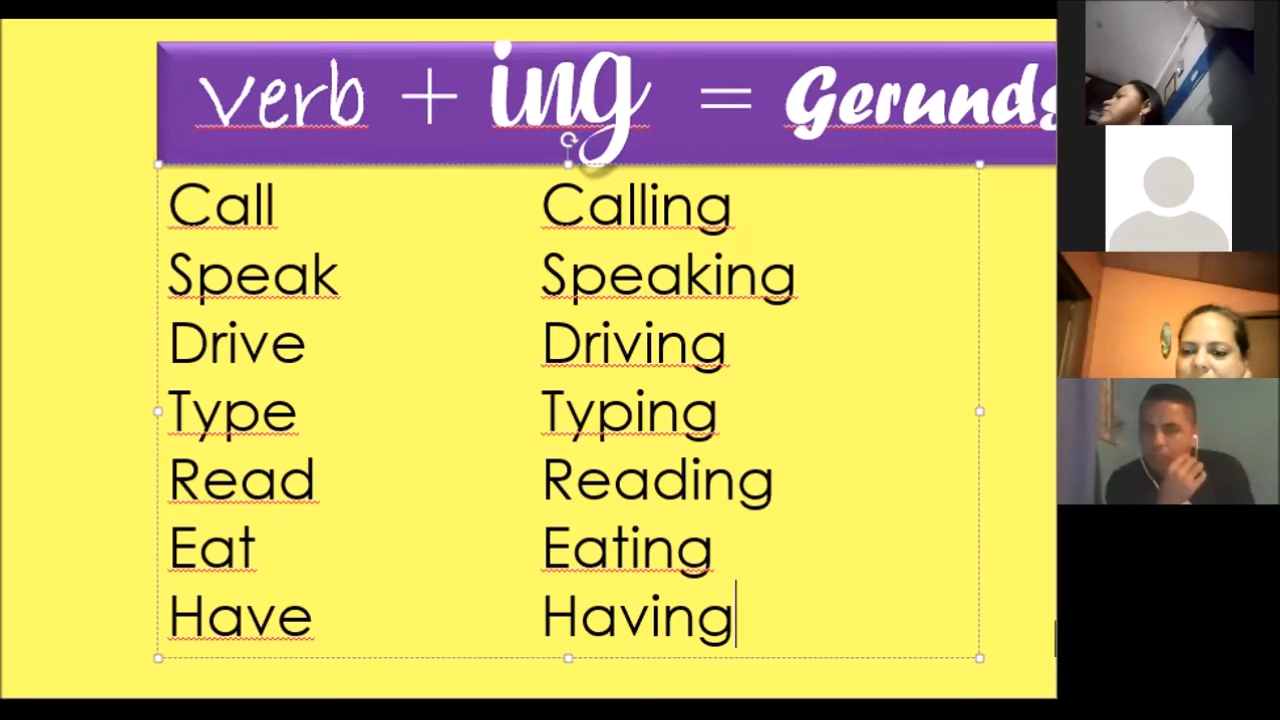 verb + ing = Gerunds
Call Calling
Speak Speaking
Drive Driving
Type Typing
Read Reading
Eat Eating
Have Having